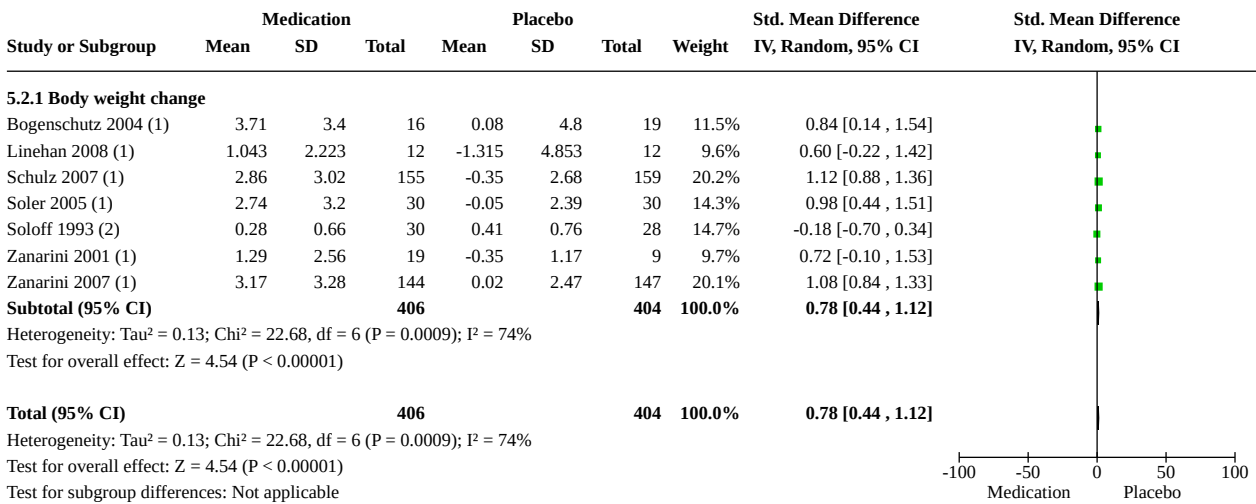 Medication Placebo Std. Mean Difference Std. Mean Difference
Study or Subgroup Mean SD Total Mean SD Total Weight IV, Random, 95% CI IV, Random, 95% CI
5.2.1 Body weight change
Bogenschutz 2004 (1) 3.71 3.4 16 0.08 4.8 19 11.5% 0.84 [0.14 , 1.54]
Linehan 2008 (1) 1.043 2.223 12 -1.315 4.853 12 9.6% 0.60 [-0.22 , 1.42]
Schulz 2007 (1) 2.86 3.02 155 -0.35 2.68 159 20.2% 1.12 [0.88 , 1.36]
Soler 2005 (1) 2.74 3.2 30 -0.05 2.39 30 14.3% 0.98 [0.44 , 1.51]
Soloff 1993 (2) 0.28 0.66 30 0.41 0.76 28 14.7% -0.18 [-0.70 , 0.34]
Zanarini 2001 (1) 1.29 2.56 19 -0.35 1.17 9 9.7% 0.72 [-0.10 , 1.53]
Zanarini 2007 (1) 3.17 3.28 144 0.02 2.47 147 20.1% 1.08 [0.84 , 1.33]
Subtotal (95% CI) 406 404 100.0% 0.78 [0.44 , 1.12]
Heterogeneity: Tau² = 0.13; Chi² = 22.68, df = 6 (P = 0.0009); I² = 74%
Test for overall effect: Z = 4.54 (P < 0.00001)
Total (95% CI) 406 404 100.0% 0.78 [0.44 , 1.12]
Heterogeneity: Tau² = 0.13; Chi² = 22.68, df = 6 (P = 0.0009); I² = 74%
Test for overall effect: Z = 4.54 (P < 0.00001) -100 -50 0 50 100
Test for subgroup differences: Not applicable Medication Placebo